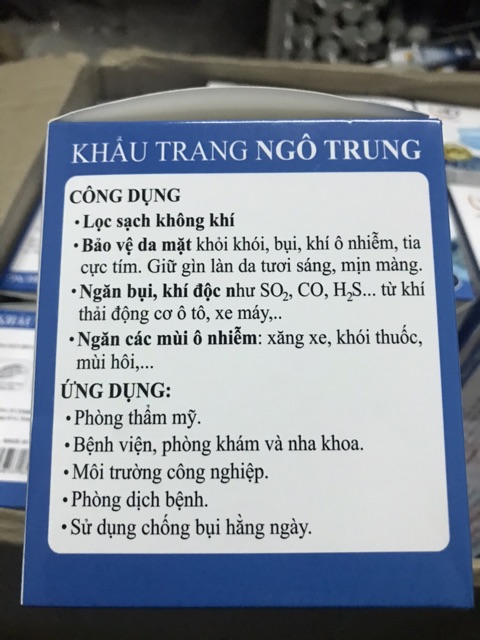 KHẨU TRANG NGÔ TRUNG
CÔNG DỤNG
• Lọc sạch không khí
• Bảo vệ da mặt khỏi khói, bụi, khí ô nhiễm, tia
cực tím. Giữ gìn làn da tươi sáng, mịn màng.
• Ngăn bụi, khí độc như SO₂, CO, H₂S... từ khí
thải động cơ ô tô, xe máy,..
• Ngăn các mùi ô nhiễm: xăng xe, khói thuốc,
mùi hôi,...
ỨNG DỤNG:
• Phòng thẩm mỹ.
• Bệnh viện, phòng khám và nha khoa.
• Môi trường công nghiệp.
• Phòng dịch bệnh.
• Sử dụng chống bụi hằng ngày.